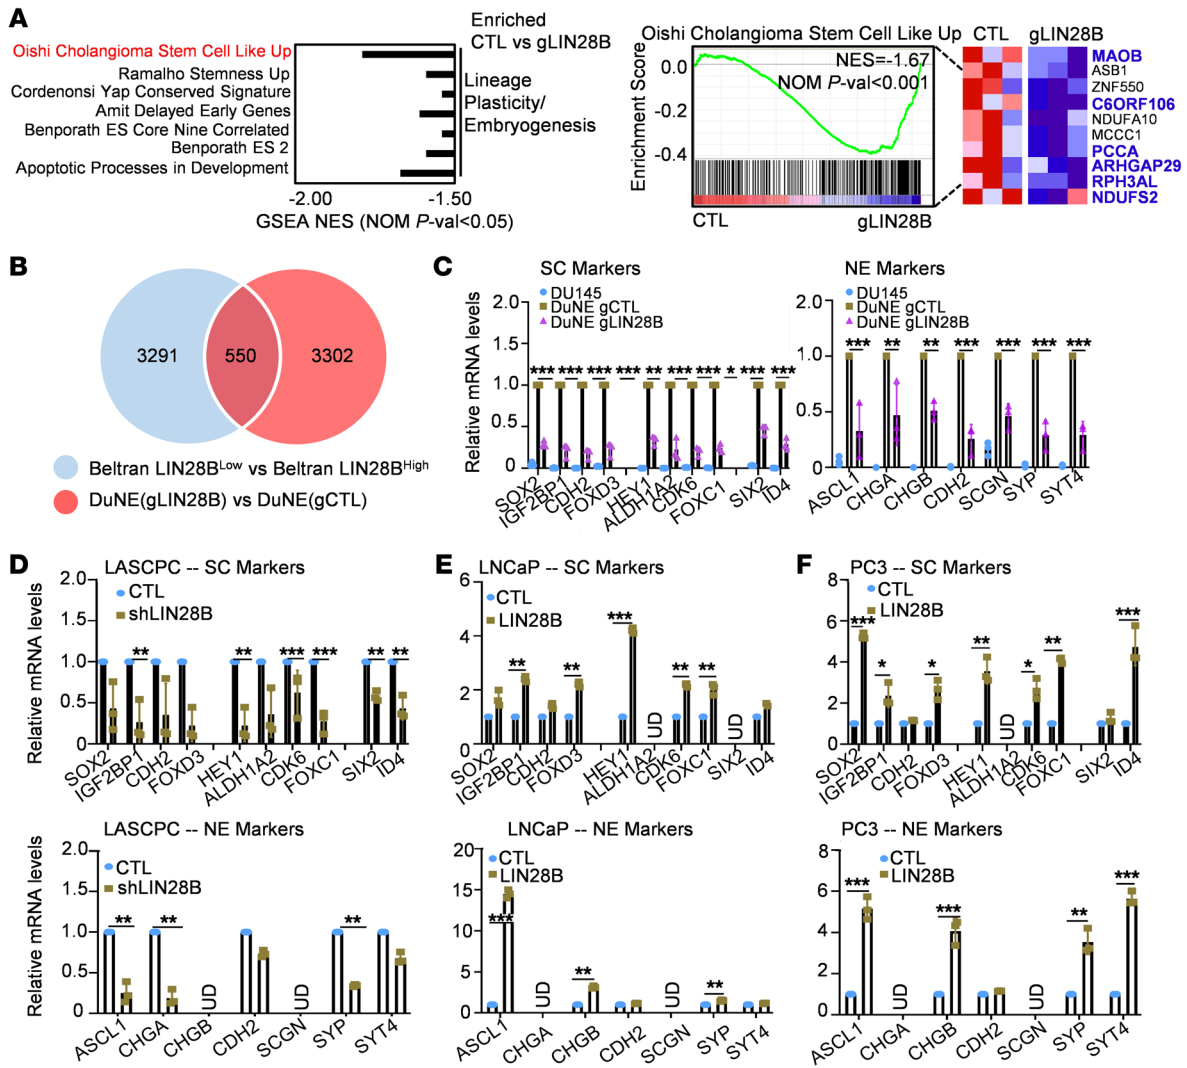 A
Enriched
CTL vs gLIN28B
Oishi Cholangioma Stem Cell Like Up
Ramalho Stemness Up
Cordenonsi Yap Conserved Signature
Amit Delayed Early Genes
Benporath ES Core Nine Correlated
Benporath ES 2
Apoptotic Processes in Development
Lineage
Plasticity/
Embryogenesis
-2.00 -1.50
GSEA NES (NOM P-val<0.05)
Oishi Cholangioma Stem Cell Like Up
NES=-1.67
NOM P-val<0.001
Enrichment Score
0.0
-0.2
-0.4
CTL gLIN28B
CTL gLIN28B
MAOB
ASB1
ZNF550
C6ORF106
NDUFA10
MCCC1
PCCA
ARHGAP29
RPH3AL
NDUFS2
B
3291 550 3302
Beltran LIN28BLow vs Beltran LIN28BHigh
DuNE(gLIN28B) vs DuNE(gCTL)
C
SC Markers
DU145
DuNE gCTL
DuNE gLIN28B
Relative mRNA levels
2.0
1.5
1.0
0.5
0
*** *** *** *** *** ** *** *** * *** ***
SOX2 IGF2BP1 CDH2 FOXD3 HEY1 ALDH1A2 CDK6 FOXC1 SIX2 ID4
NE Markers
DU145
DuNE gCTL
DuNE gLIN28B
2.0
1.0
0.5
0
*** ** ** *** *** *** ***
ASCL1 CHGA CHGB CDH2 SCGN SYP SYT4
D
LASCPC -- SC Markers
CTL
shLIN28B
Relative mRNA levels
2.0
1.5
1.0
0.5
0
** ** *** *** ** **
SOX2 IGF2BP1 CDH2 FOXD3 HEY1 ALDH1A2 CDK6 FOXC1 SIX2 ID4
LASCPC -- NE Markers
CTL
shLIN28B
Relative mRNA levels
2.0
1.5
1.0
0.5
0
** ** UD UD **
ASCL1 CHGA CHGB CDH2 SCGN SYP SYT4
E
LNCaP -- SC Markers
CTL
LIN28B
6
4
2
0
** ** *** UD ** ** UD
SOX2 IGF2BP1 CDH2 FOXD3 HEY1 ALDH1A2 CDK6 FOXC1 SIX2 ID4
LNCaP -- NE Markers
CTL
LIN28B
20
15
10
5
0
*** UD ** UD **
ASCL1 CHGA CHGB CDH2 SCGN SYP SYT4
F
PC3 -- SC Markers
CTL
LIN28B
8
6
4
2
0
*** * * ** UD * ** ***
SOX2 IGF2BP1 CDH2 FOXD3 HEY1 ALDH1A2 CDK6 FOXC1 SIX2 ID4
PC3 -- NE Markers
CTL
LIN28B
8
6
4
2
0
*** UD *** UD ** ***
ASCL1 CHGA CHGB CDH2 SCGN SYP SYT4